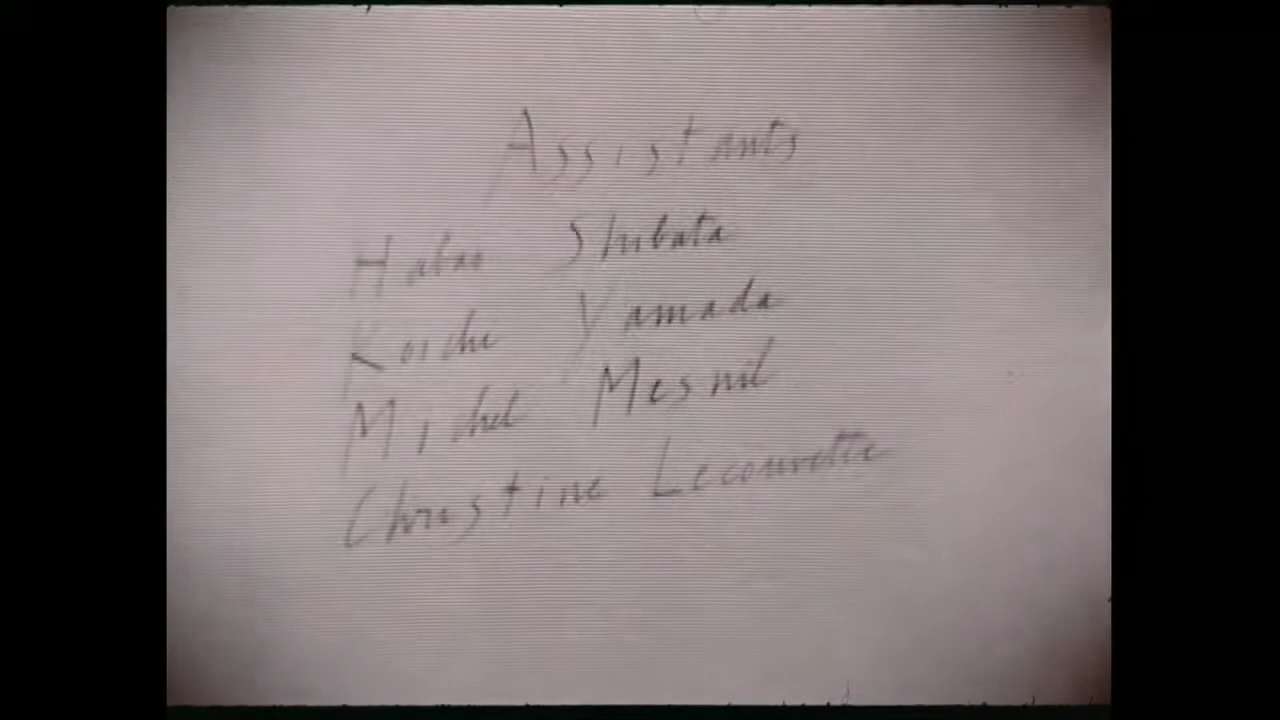 Assistants
Shibata
Koichi Yamada
Michel Mesnil
Christine Lecouvette